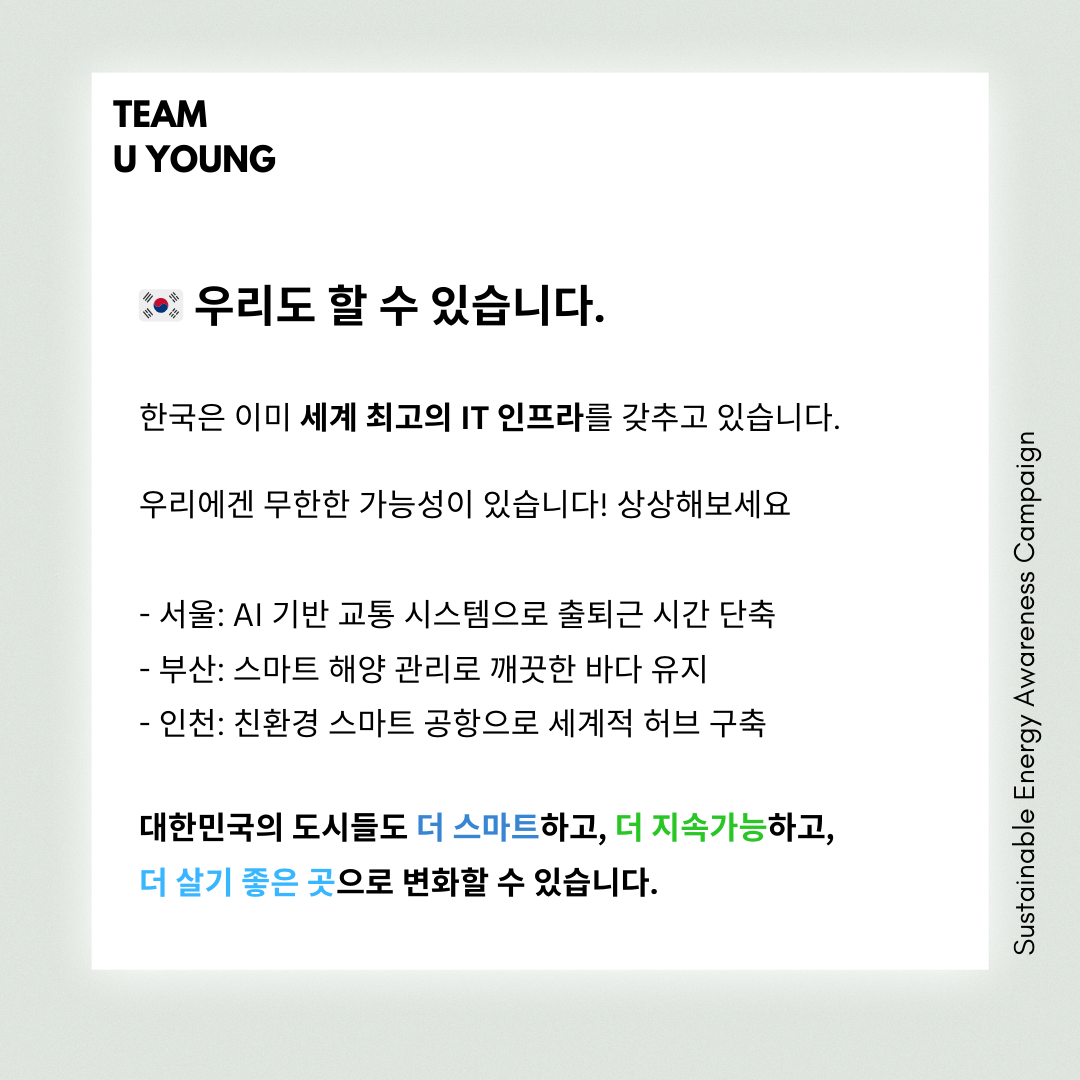 TEAM
U YOUNG
🇰🇷 우리도 할 수 있습니다.
한국은 이미 세계 최고의 IT 인프라를 갖추고 있습니다.
우리에겐 무한한 가능성이 있습니다! 상상해보세요
- 서울: AI 기반 교통 시스템으로 출퇴근 시간 단축
- 부산: 스마트 해양 관리로 깨끗한 바다 유지
- 인천: 친환경 스마트 공항으로 세계적 허브 구축
대한민국의 도시들도 더 스마트하고, 더 지속가능하고,
더 살기 좋은 곳으로 변화할 수 있습니다.
Sustainable Energy Awareness Campaign